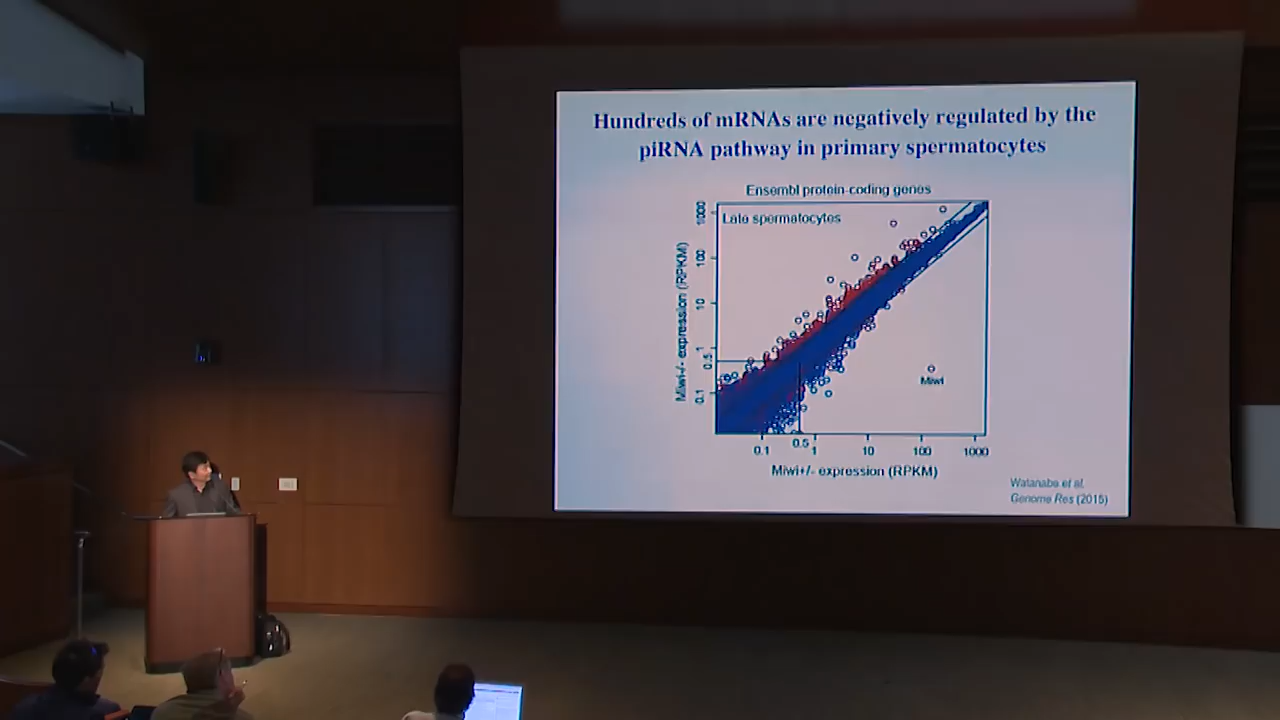 Hundreds of mRNAs are negatively regulated by the
piRNA pathway in primary spermatocytes
Ensembl protein-coding genes
Late spermatocytes
Miwi-/- expression (RPKM)
1000
100
10
1
0.5
0.1
Miwi
0.1
0.5
1
10
100
1000
Miwi+/- expression (RPKM)
Watanabe et al.
Genome Res (2015)